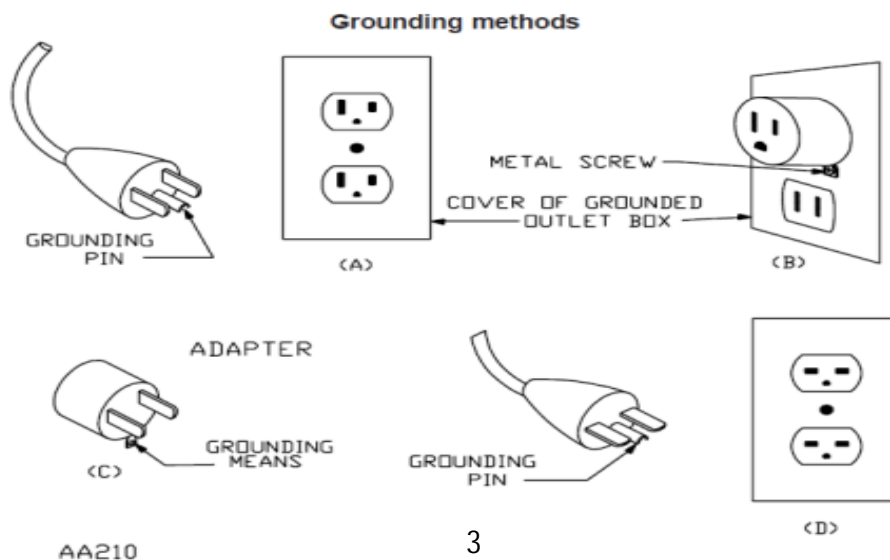 Grounding methods
METAL SCREW
COVER OF GROUNDED
OUTLET BOX
GROUNDING
PIN
(A)
(B)
ADAPTER
GROUNDING
MEANS
(C)
GROUNDING
PIN
(D)
AA210
3